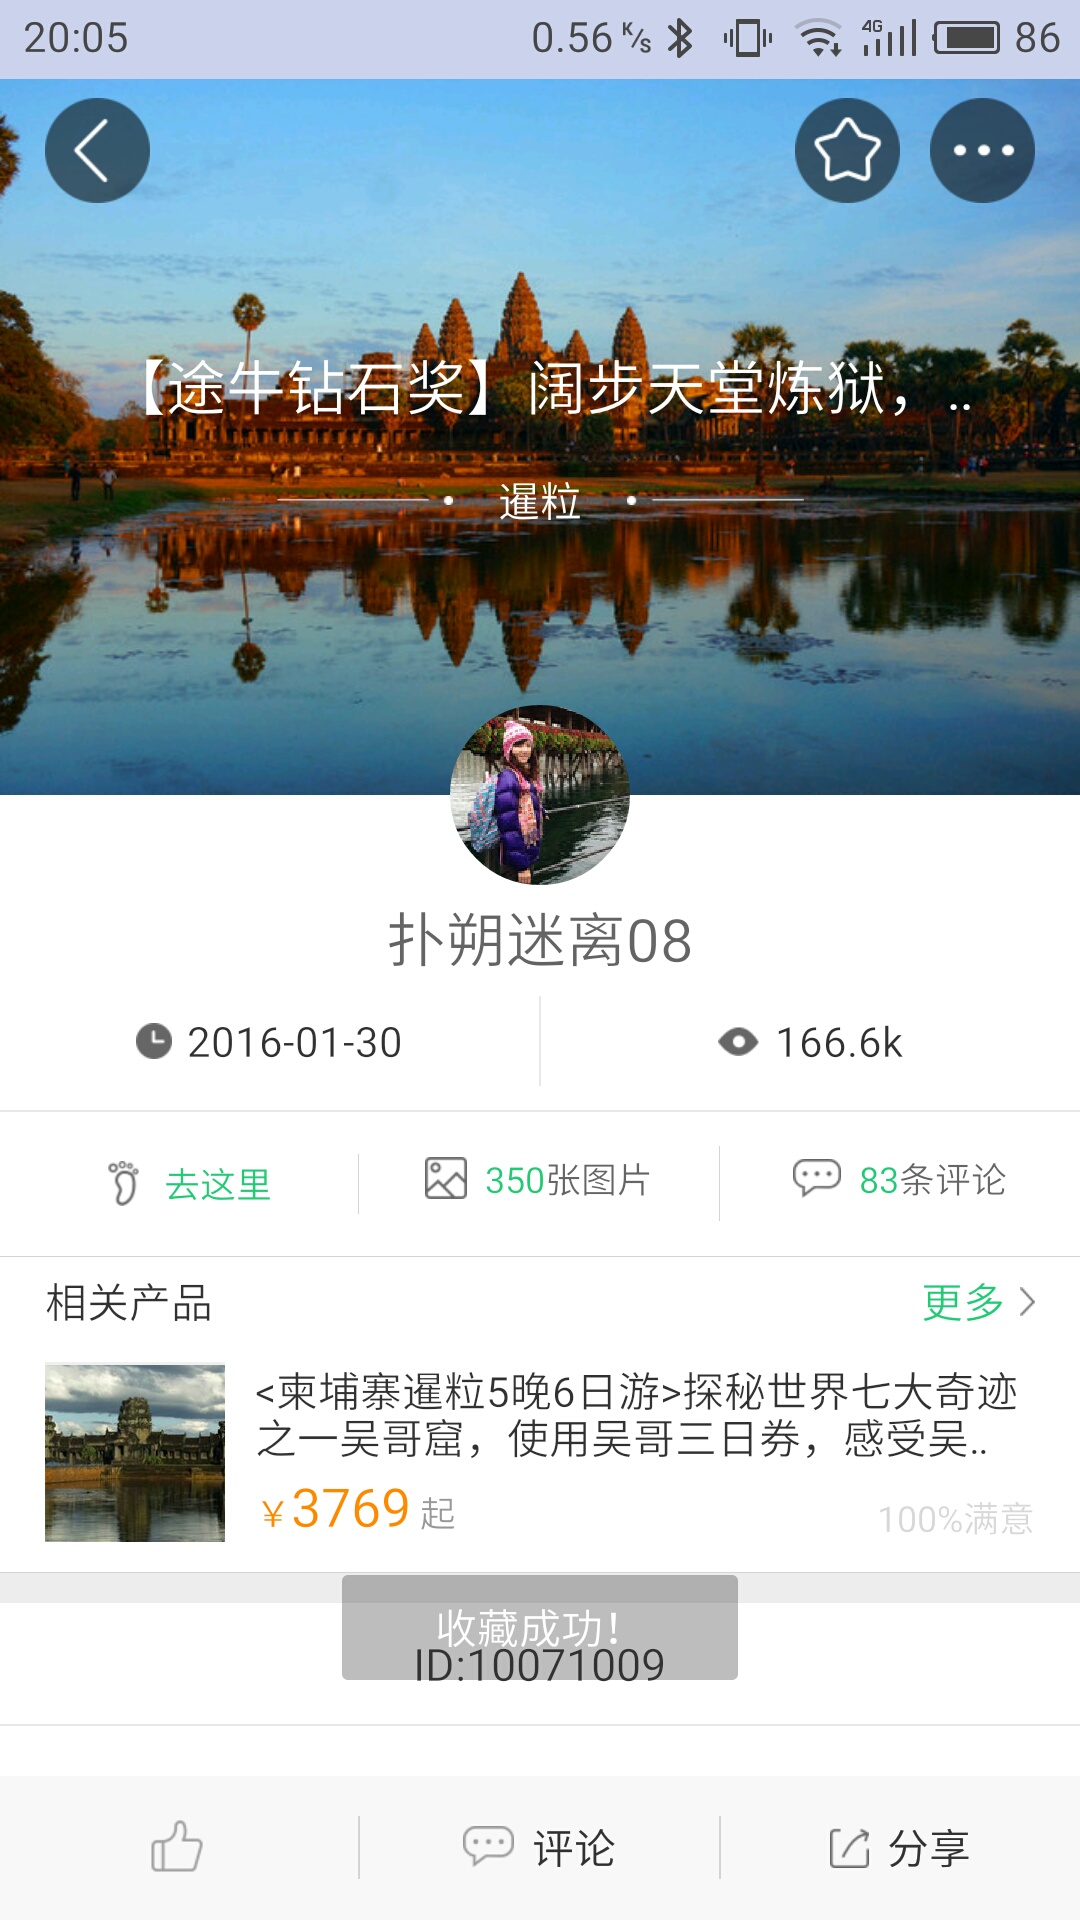 20:05 0.56 K/s 4G 86
【途牛钻石奖】阔步天堂炼狱，..
暹粒
扑朔迷离08
2016-01-30 166.6k
去这里 350张图片 83条评论
相关产品 更多
<柬埔寨暹粒5晚6日游>探秘世界七大奇迹
之一吴哥窟，使用吴哥三日券，感受吴..
¥3769起 100%满意
收藏成功!
ID:10071009
评论 分享